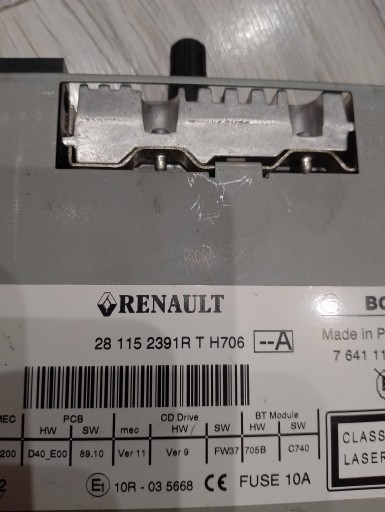 RENAULT
BO
28 115 2391R T H706 --A
Made in P
7 641 11
MEC PCB CD Drive BT Module
HW SW mec HW SW HW SW
200 D40_E00 89.10 Ver 11 Ver 9 FW37 705B C740
CLASS
LASER
2 E1 10R - 03 5668 CE FUSE 10A